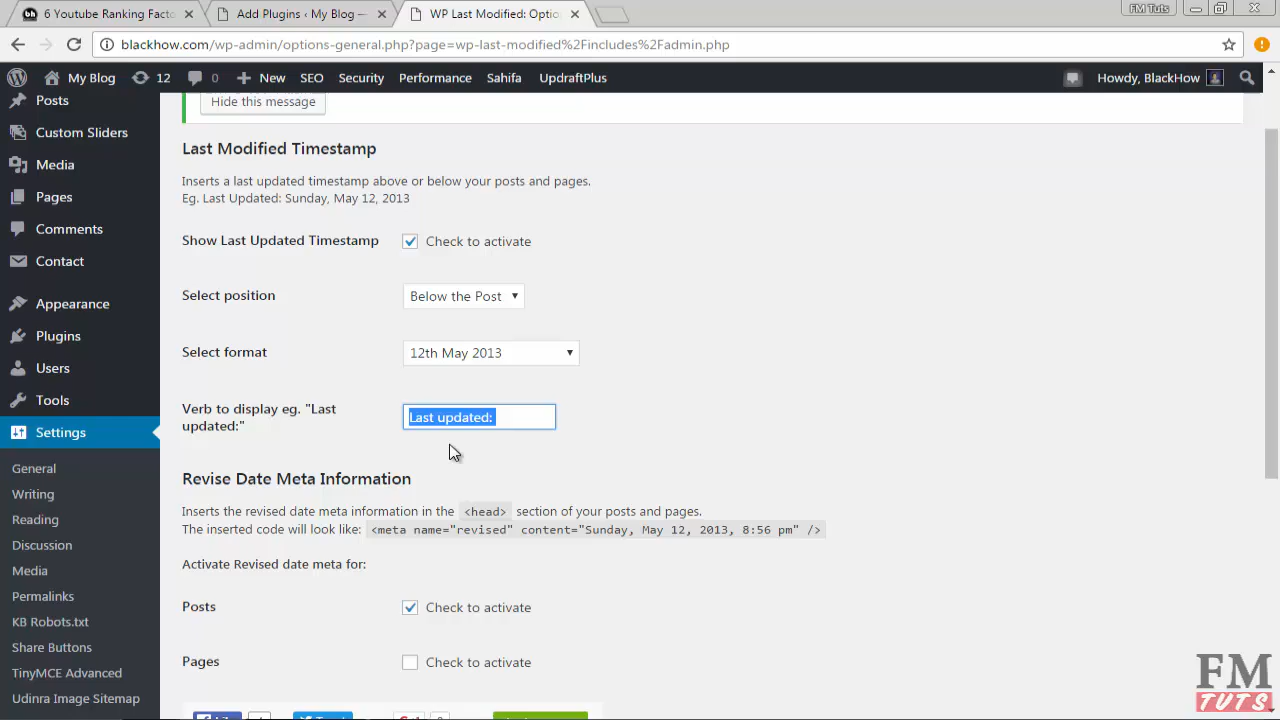 6 Youtube Ranking Facto
Add Plugins ‹ My Blog —
WP Last Modified: Optio
FM Tuts
blackhow.com/wp-admin/options-general.php?page=wp-last-modified%2Fincludes%2Fadmin.php
My Blog 12 0 New SEO Security Performance Sahifa UpdraftPlus Howdy, BlackHow
Posts
Custom Sliders
Media
Pages
Comments
Contact
Appearance
Plugins
Users
Tools
Settings
General
Writing
Reading
Discussion
Media
Permalinks
KB Robots.txt
Share Buttons
TinyMCE Advanced
Udinra Image Sitemap
Hide this message
Last Modified Timestamp
Inserts a last updated timestamp above or below your posts and pages.
Eg. Last Updated: Sunday, May 12, 2013
Show Last Updated Timestamp Check to activate
Select position Below the Post
Select format 12th May 2013
Verb to display eg. "Last
updated:"
Last updated:
Revise Date Meta Information
Inserts the revised date meta information in the <head> section of your posts and pages.
The inserted code will look like: <meta name="revised" content="Sunday, May 12, 2013, 8:56 pm" />
Activate Revised date meta for:
Posts Check to activate
Pages Check to activate
FM
TUTS